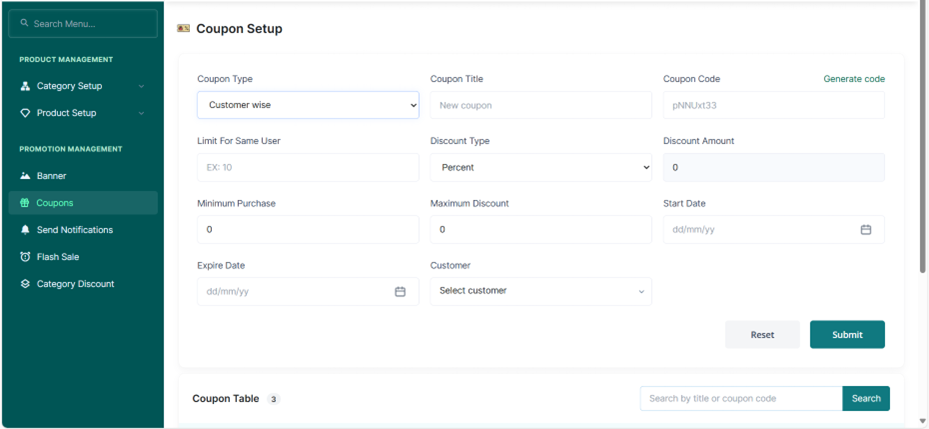 Search Menu...
PRODUCT MANAGEMENT
Category Setup
Product Setup
PROMOTION MANAGEMENT
Banner
Coupons
Send Notifications
Flash Sale
Category Discount
Coupon Setup
Coupon Type
Coupon Title
Coupon Code
Generate code
Customer wise
New coupon
pNNUxt33
Limit For Same User
Discount Type
Discount Amount
EX: 10
Percent
0
Minimum Purchase
Maximum Discount
Start Date
0
0
dd/mm/yy
Expire Date
Customer
dd/mm/yy
Select customer
Reset
Submit
Coupon Table 3
Search by title or coupon code
Search